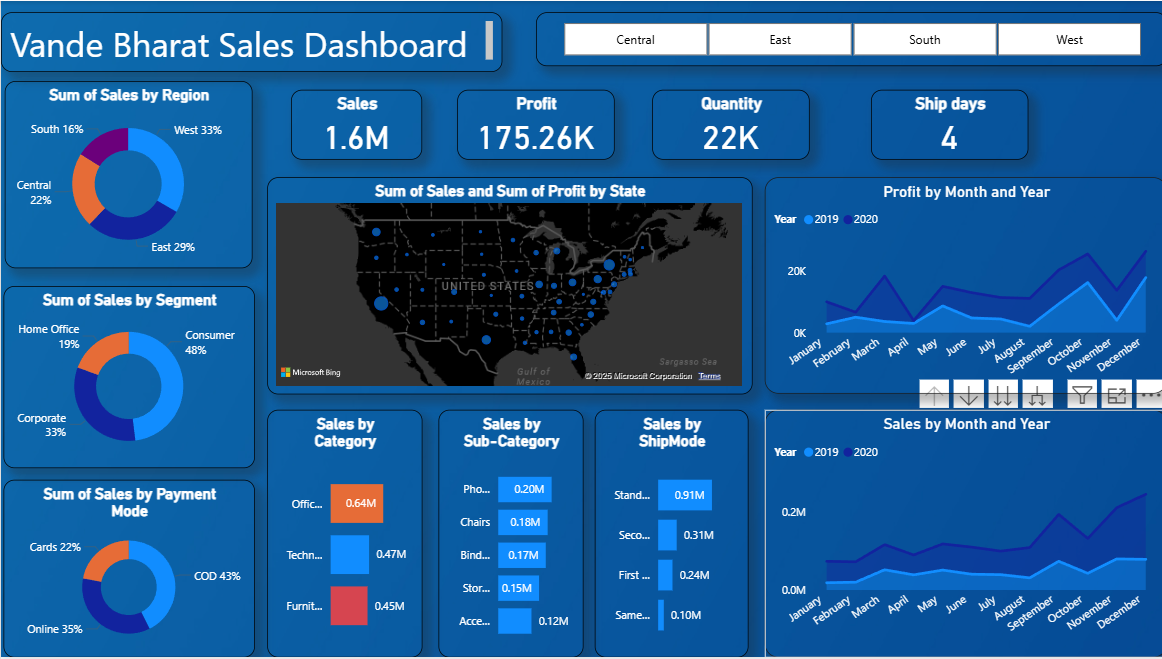 Vande Bharat Sales Dashboard
Central
East
South
West
Sum of Sales by Region
South 16%
West 33%
Central
22%
East 29%
Sales
1.6M
Profit
175.26K
Quantity
22K
Ship days
4
Sum of Sales and Sum of Profit by State
UNITED STATES
Sargasso Sea
Gulf of
Mexico
Microsoft Bing
© 2025 Microsoft Corporation Terms
Profit by Month and Year
Year 2019 2020
20K
0K
January
February
March
April
May
June
July
August
September
October
November
December
Sum of Sales by Segment
Home Office
19%
Consumer
48%
Corporate
33%
Sum of Sales by Payment
Mode
Cards 22%
COD 43%
Online 35%
Sales by
Category
Offic... 0.64M
Techn... 0.47M
Furnit... 0.45M
Sales by
Sub-Category
Pho... 0.20M
Chairs 0.18M
Bind... 0.17M
Stor... 0.15M
Acce... 0.12M
Sales by
ShipMode
Stand... 0.91M
Seco... 0.31M
First ... 0.24M
Same... 0.10M
Sales by Month and Year
Year 2019 2020
0.2M
0.0M
January
February
March
April
May
June
July
August
September
October
November
December